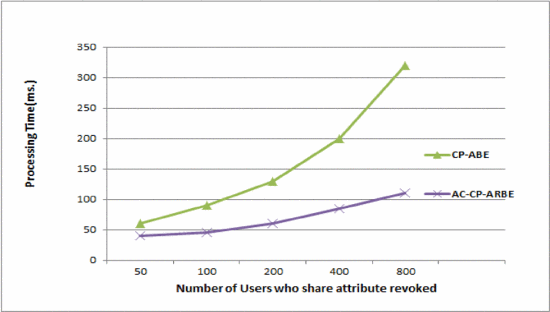 350
300
250
200
150
100
50
0
Processing Time(ms.)
CP-ABE
AC-CP-ARBE
50 100 200 400 800
Number of Users who share attribute revoked